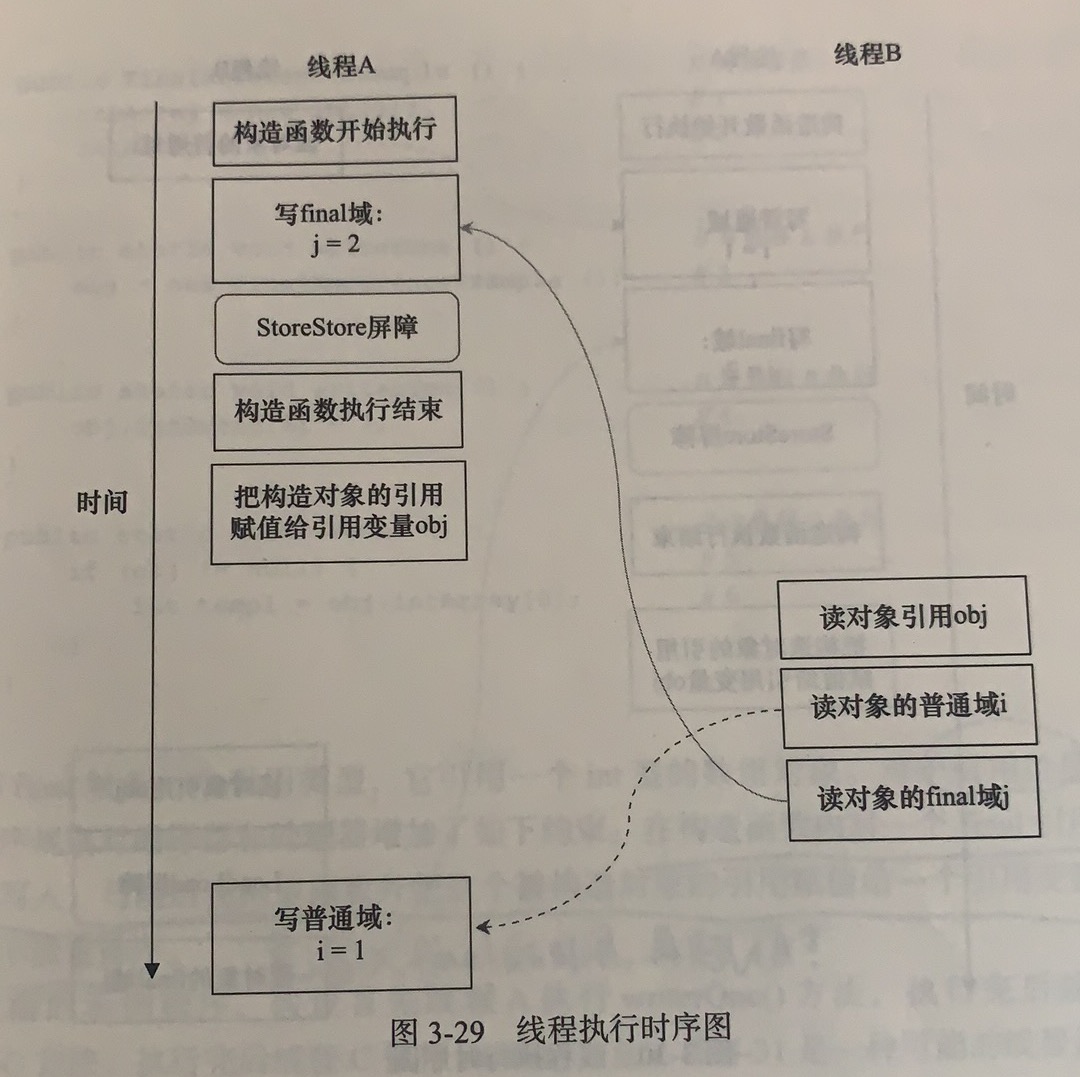 线程A
线程B
构造函数开始执行
写final域：
j = 2
StoreStore屏障
构造函数执行结束
时间
把构造对象的引用
赋值给引用变量obj
读对象引用obj
读对象的普通域i
读对象的final域j
写普通域：
i = 1
图 3-29 线程执行时序图